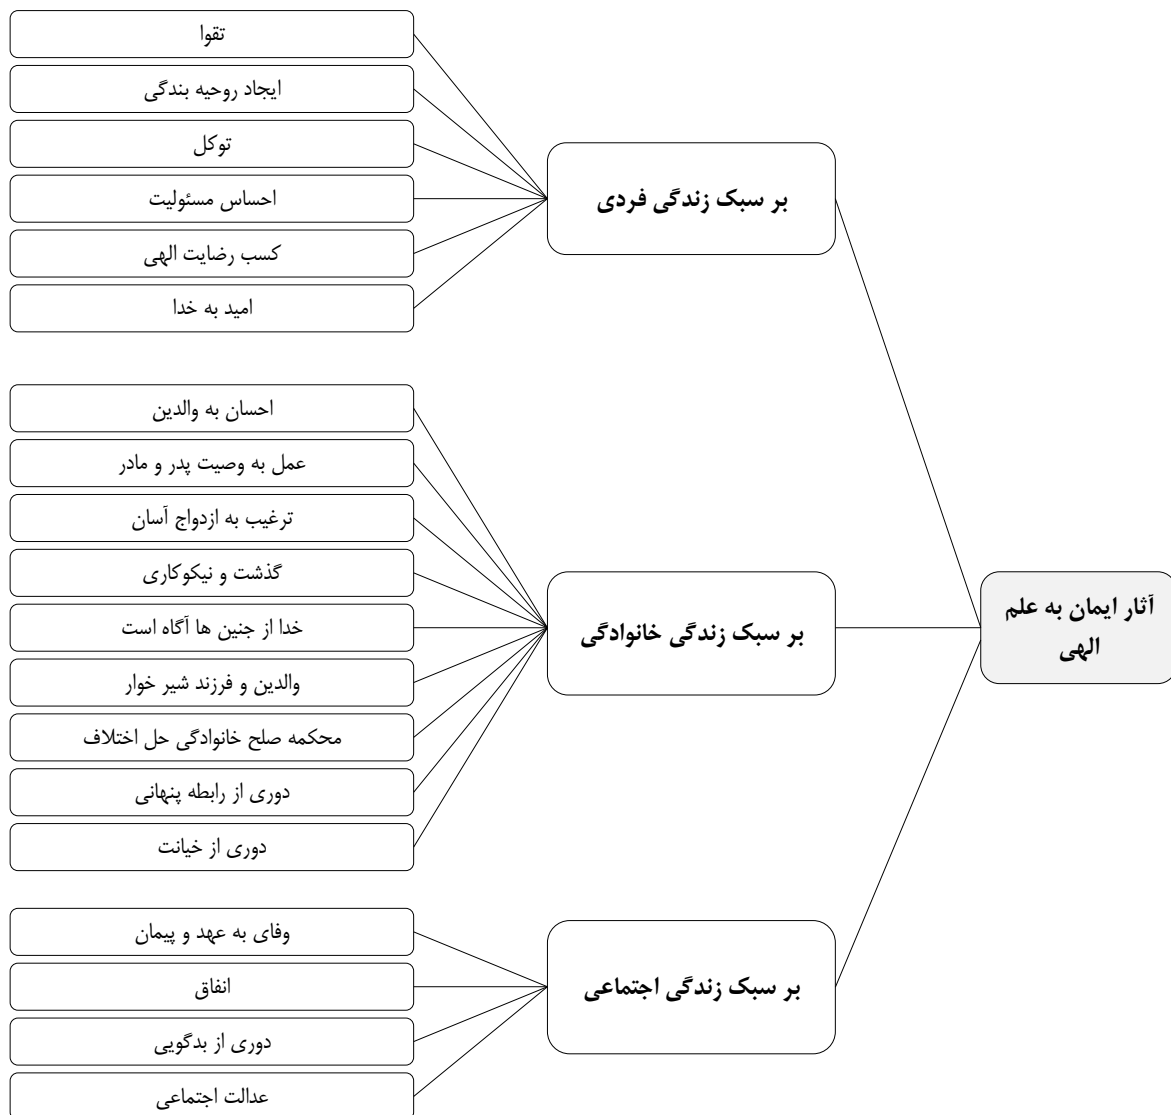 آثار ایمان به علم
الهی
بر سبک زندگی فردی
تقوا
ایجاد روحیه بندگی
توکل
احساس مسئولیت
کسب رضایت الهی
امید به خدا
بر سبک زندگی خانوادگی
احسان به والدین
عمل به وصیت پدر و مادر
ترغیب به ازدواج آسان
گذشت و نیکوکاری
خدا از جنین ها آگاه است
والدین و فرزند شیر خوار
محکمه صلح خانوادگی حل اختلاف
دوری از رابطه پنهانی
دوری از خیانت
بر سبک زندگی اجتماعی
وفای به عهد و پیمان
انفاق
دوری از بدگویی
عدالت اجتماعی